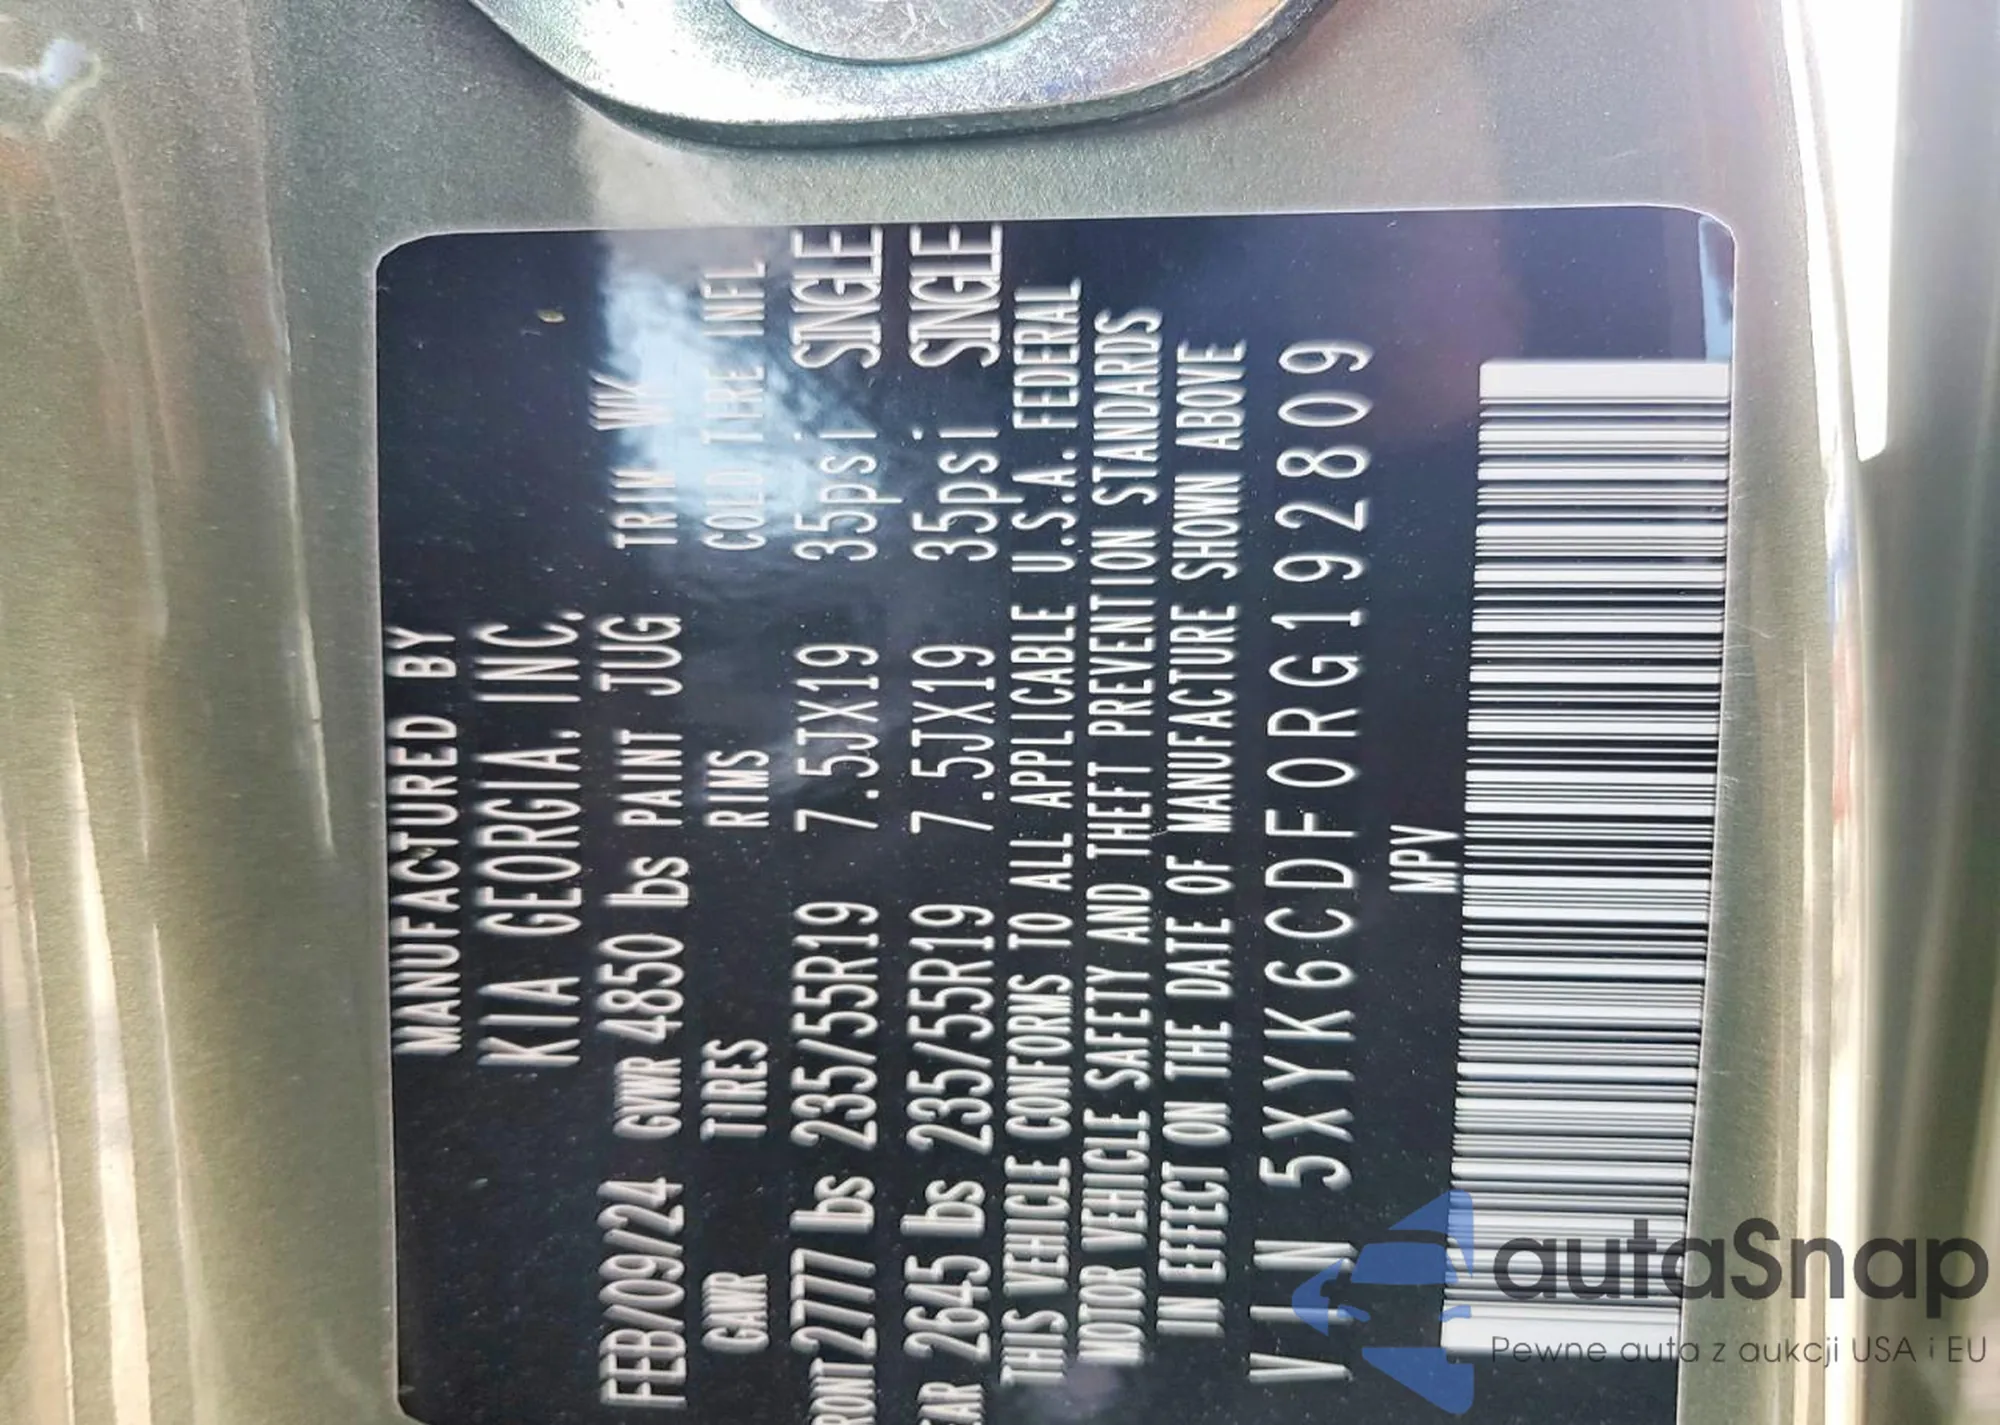 MANUFACTURED BY
KIA GEORGIA, INC.
FEB/09/24 GVWR 4850 lbs PAINT JUG TRIM WK
GAWR TIRES RIMS COLD TIRE INFL
RONT 2777 lbs 235/55R19 7.5JX19 35psi SINGLE
EAR 2645 lbs 235/55R19 7.5JX19 35psi SINGLE
THIS VEHICLE CONFORMS TO ALL APPLICABLE U.S.A. FEDERAL
MOTOR VEHICLE SAFETY AND THEFT PREVENTION STANDARDS
IN EFFECT ON THE DATE OF MANUFACTURE SHOWN ABOVE
VIN 5XYK6CDF0RG192809
MPV
autaSnap
Pewne auta z aukcji USA i EU